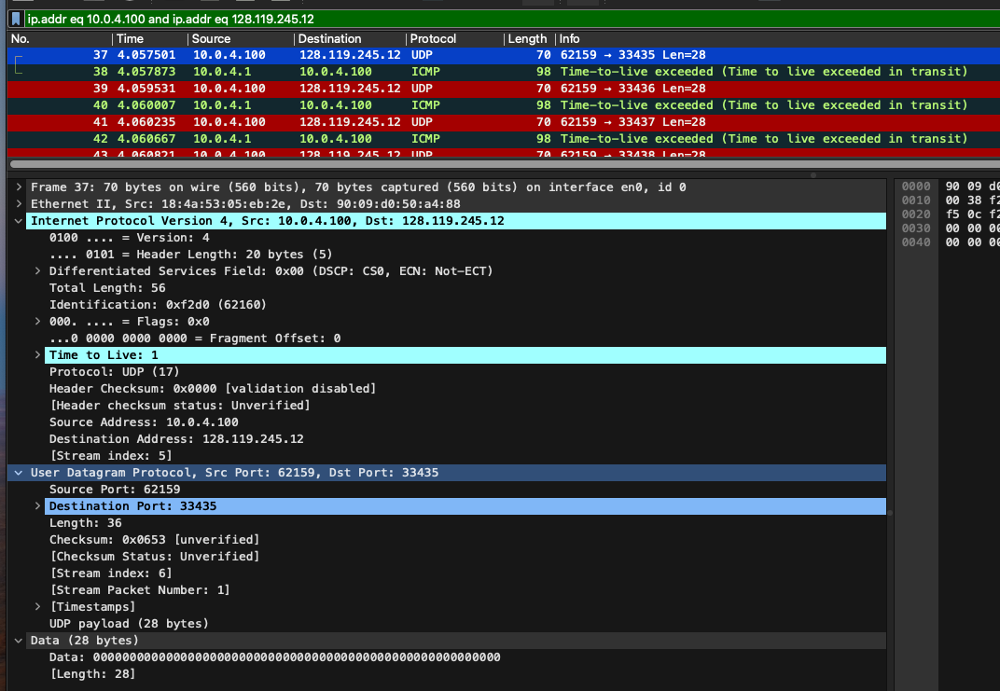 ip.addr eq 10.0.4.100 and ip.addr eq 128.119.245.12
No. Time Source Destination Protocol Length Info
37 4.057501 10.0.4.100 128.119.245.12 UDP 70 62159 → 33435 Len=28
38 4.057873 10.0.4.1 10.0.4.100 ICMP 98 Time-to-live exceeded (Time to live exceeded in transit)
39 4.059531 10.0.4.100 128.119.245.12 UDP 70 62159 → 33436 Len=28
40 4.060007 10.0.4.1 10.0.4.100 ICMP 98 Time-to-live exceeded (Time to live exceeded in transit)
41 4.060235 10.0.4.100 128.119.245.12 UDP 70 62159 → 33437 Len=28
42 4.060667 10.0.4.1 10.0.4.100 ICMP 98 Time-to-live exceeded (Time to live exceeded in transit)
43 4.060821 10.0.4.100 128.119.245.12 UDP 70 62159 → 33438 Len=28
Frame 37: 70 bytes on wire (560 bits), 70 bytes captured (560 bits) on interface en0, id 0
Ethernet II, Src: 18:4a:53:05:eb:2e, Dst: 90:09:d0:50:a4:88
Internet Protocol Version 4, Src: 10.0.4.100, Dst: 128.119.245.12
0100 .... = Version: 4
.... 0101 = Header Length: 20 bytes (5)
Differentiated Services Field: 0x00 (DSCP: CS0, ECN: Not-ECT)
Total Length: 56
Identification: 0xf2d0 (62160)
000. .... = Flags: 0x0
...0 0000 0000 0000 = Fragment Offset: 0
Time to Live: 1
Protocol: UDP (17)
Header Checksum: 0x0000 [validation disabled]
[Header checksum status: Unverified]
Source Address: 10.0.4.100
Destination Address: 128.119.245.12
[Stream index: 5]
User Datagram Protocol, Src Port: 62159, Dst Port: 33435
Source Port: 62159
Destination Port: 33435
Length: 36
Checksum: 0x0653 [unverified]
[Checksum Status: Unverified]
[Stream index: 6]
[Stream Packet Number: 1]
[Timestamps]
UDP payload (28 bytes)
Data (28 bytes)
Data: 00000000000000000000000000000000000000000000000000000000
[Length: 28]
0000 90 09 d0
0010 00 38 f2
0020 f5 0c f2
0030 00 00 00
0040 00 00 00